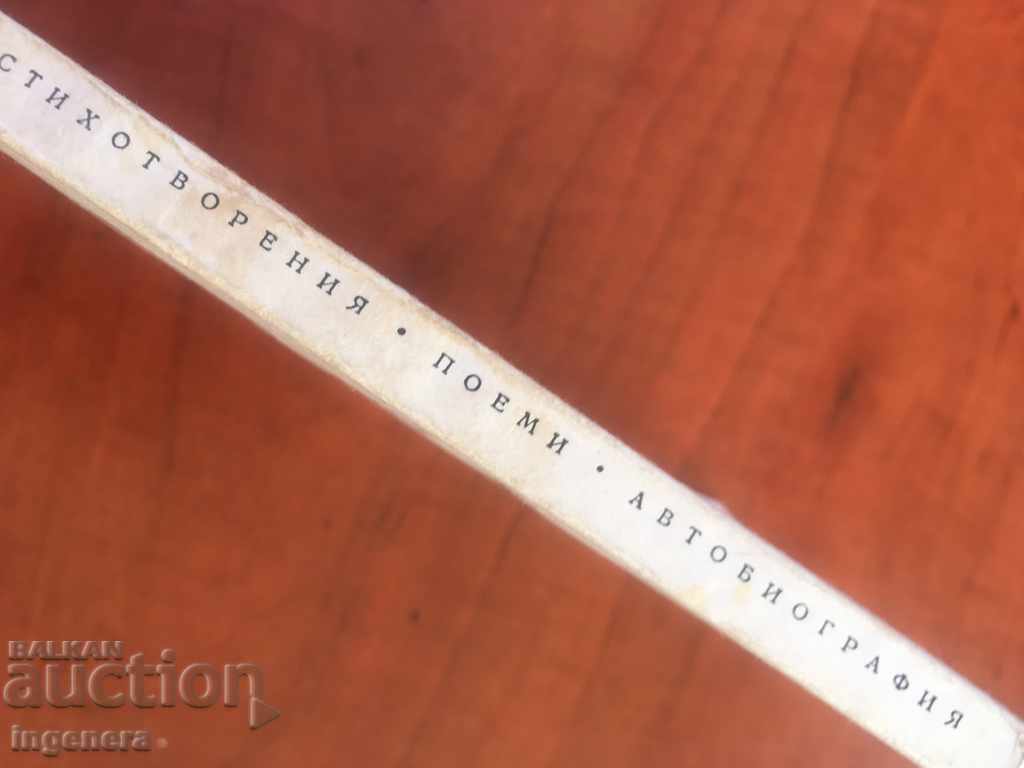 СТИХОТВОРЕНИЯ • ПОЕМИ • АВТОБИОГРАФИЯ
BALKAN
auction
ingenera